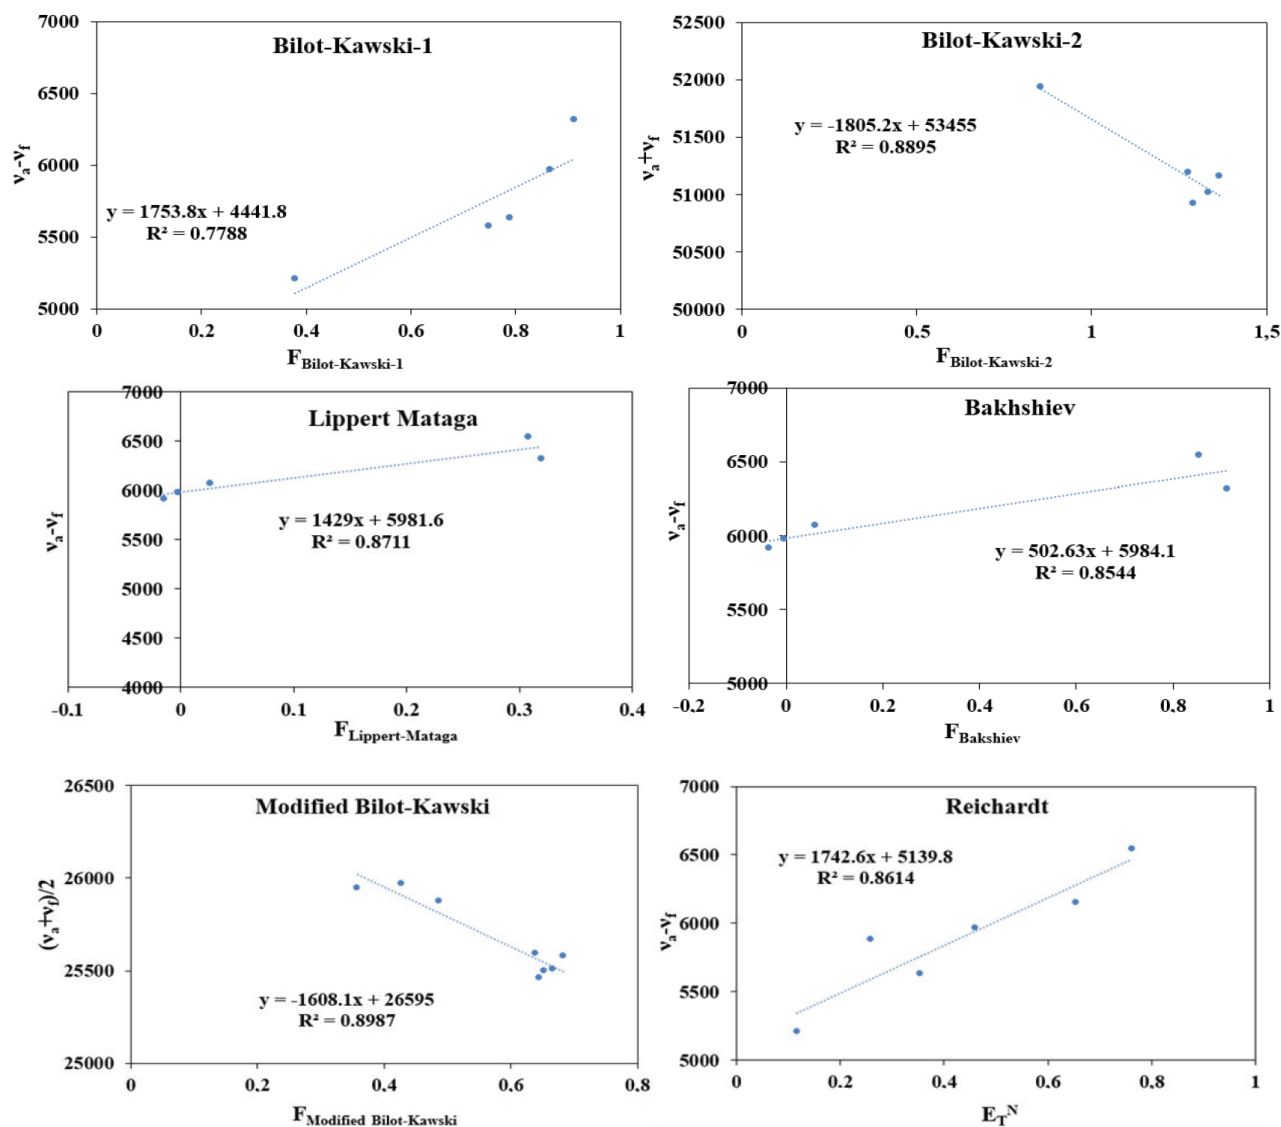 Bilot-Kawski-1
7000
6500
6000
5500
5000
νa-νf
y = 1753.8x + 4441.8
R² = 0.7788
0 0.2 0.4 0.6 0.8 1
FBilot-Kawski-1
Bilot-Kawski-2
52500
52000
51500
51000
50500
50000
νa+νf
y = -1805.2x + 53455
R² = 0.8895
0 0.5 1 1.5
FBilot-Kawski-2
Lippert Mataga
7000
6500
6000
5500
5000
4500
4000
νa-νf
y = 1429x + 5981.6
R² = 0.8711
-0.1 0 0.1 0.2 0.3 0.4
FLippert-Mataga
Bakhshiev
7000
6500
6000
5500
5000
νa-νf
y = 502.63x + 5984.1
R² = 0.8544
-0.2 0 0.2 0.4 0.6 0.8 1
FBakshiev
Modified Bilot-Kawski
26500
26000
25500
25000
(νa+νf)/2
y = -1608.1x + 26595
R² = 0.8987
0 0.2 0.4 0.6 0.8
FModified Bilot-Kawski
Reichardt
7000
6500
6000
5500
5000
νa-νf
y = 1742.6x + 5139.8
R² = 0.8614
0 0.2 0.4 0.6 0.8 1
ETN